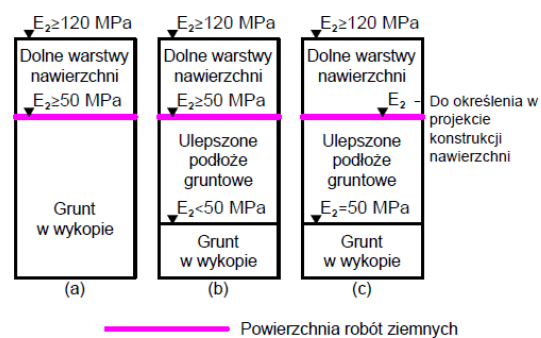 E₂≥120 MPa
Dolne warstwy
nawierzchni
E₂≥50 MPa
Grunt
w wykopie
(a)
E₂≥120 MPa
Dolne warstwy
nawierzchni
E₂≥50 MPa
Ulepszone
podłoże
gruntowe
E₂<50 MPa
Grunt
w wykopie
(b)
E₂≥120 MPa
Dolne warstwy
nawierzchni
E₂ – Do określenia w
projekcie
konstrukcji
nawierzchni
Ulepszone
podłoże
gruntowe
E₂=50 MPa
Grunt
w wykopie
(c)
Powierzchnia robót ziemnych